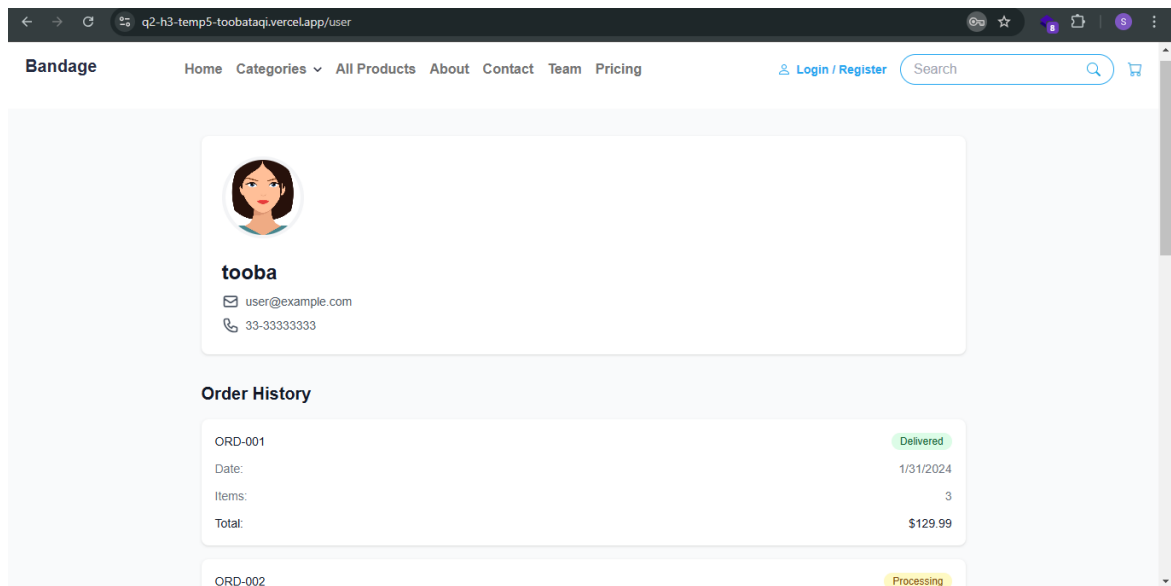 q2-h3-temp5-toobataqi.vercel.app/user
8
S
Bandage
Home Categories All Products About Contact Team Pricing
Login / Register
Search
tooba
user@example.com
33-33333333
Order History
ORD-001 Delivered
Date: 1/31/2024
Items: 3
Total: $129.99
ORD-002 Processing